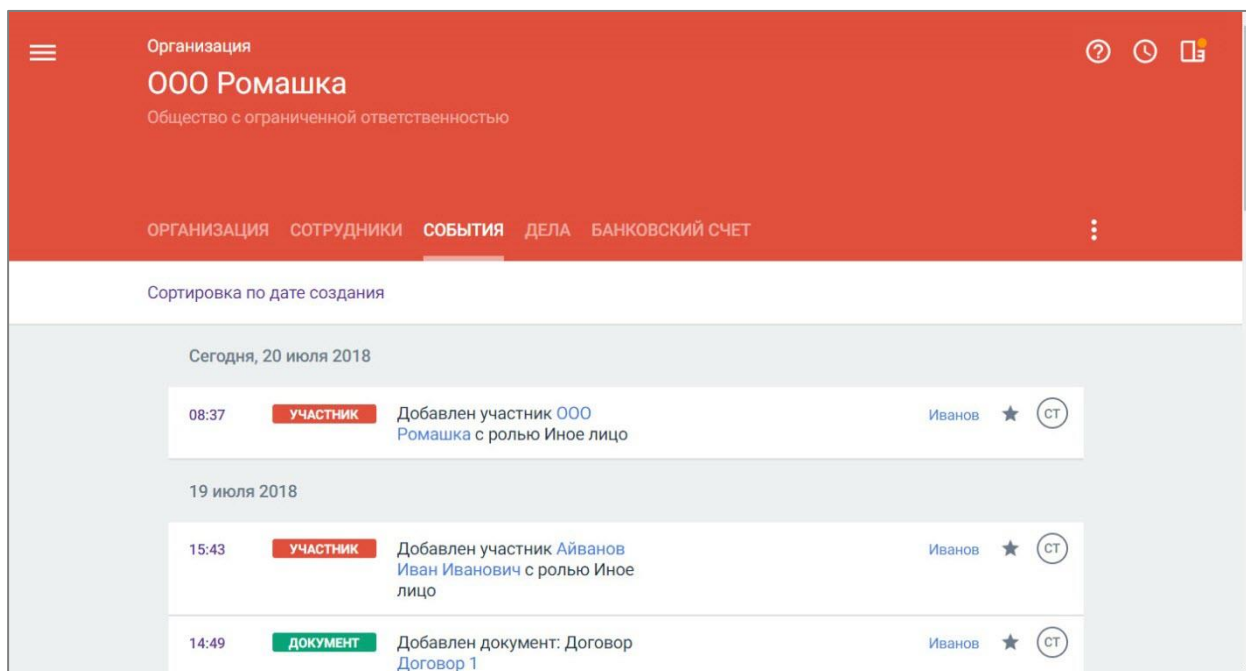 Организация
ООО Ромашка
Общество с ограниченной ответственностью
ОРГАНИЗАЦИЯ СОТРУДНИКИ СОБЫТИЯ ДЕЛА БАНКОВСКИЙ СЧЕТ
Сортировка по дате создания
Сегодня, 20 июля 2018
08:37 УЧАСТНИК Добавлен участник ООО Иванов СТ
Ромашка с ролью Иное лицо
19 июля 2018
15:43 УЧАСТНИК Добавлен участник Айванов Иванов СТ
Иван Иванович с ролью Иное
лицо
14:49 ДОКУМЕНТ Добавлен документ: Договор Иванов СТ
Договор 1